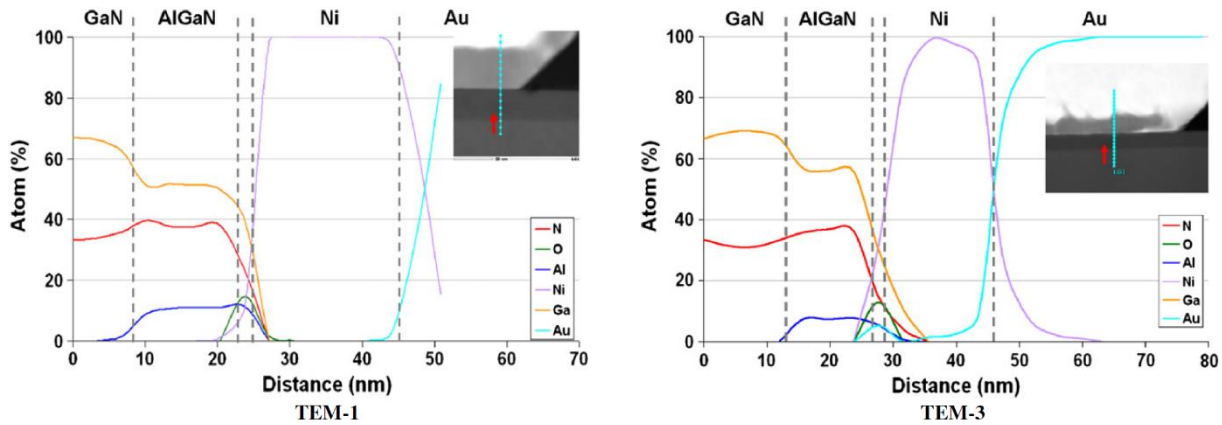 GaN AlGaN Ni Au
100
80
60
40
20
0
Atom (%)
N
O
Al
Ni
Ga
Au
0 10 20 30 40 50 60 70
Distance (nm)
TEM-1
GaN AlGaN Ni Au
100
80
60
40
20
0
Atom (%)
N
O
Al
Ni
Ga
Au
0 10 20 30 40 50 60 70 80
Distance (nm)
TEM-3